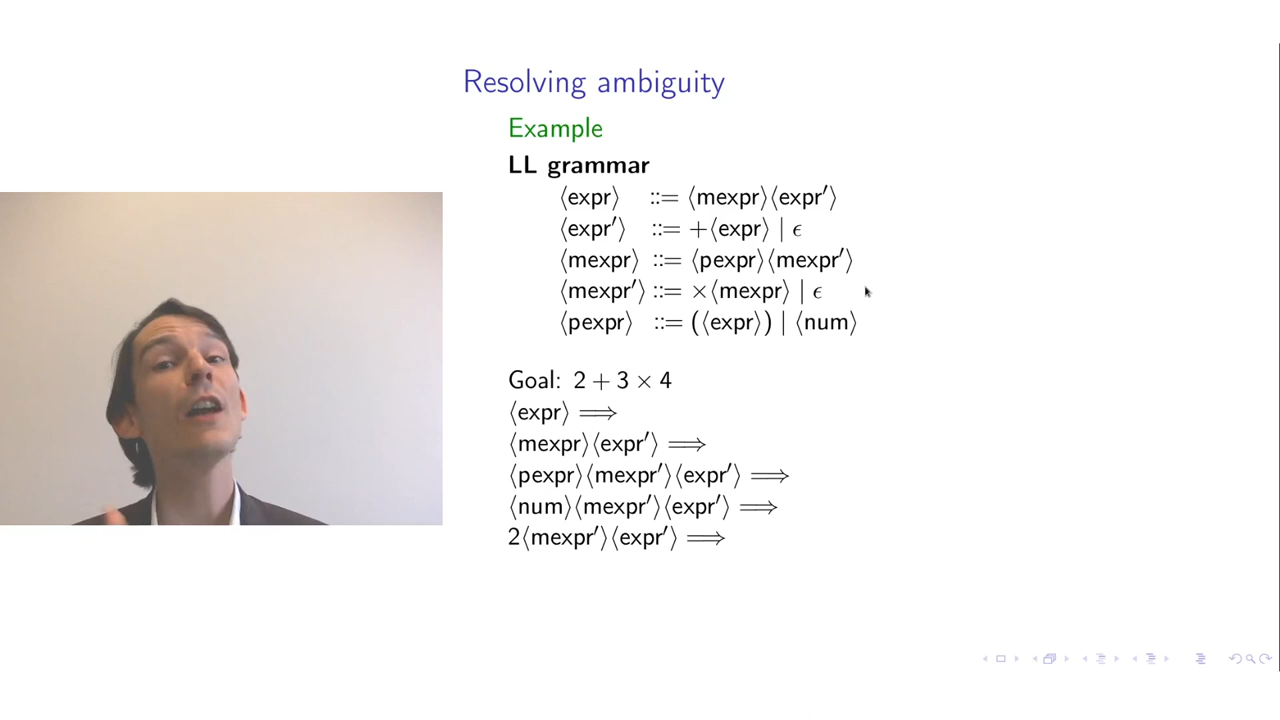 Resolving ambiguity
Example
LL grammar
⟨expr⟩ ::= ⟨mexpr⟩⟨expr′⟩
⟨expr′⟩ ::= +⟨expr⟩ | ϵ
⟨mexpr⟩ ::= ⟨pexpr⟩⟨mexpr′⟩
⟨mexpr′⟩ ::= ×⟨mexpr⟩ | ϵ
⟨pexpr⟩ ::= (⟨expr⟩) | ⟨num⟩
Goal: 2 + 3 × 4
⟨expr⟩ ⟹
⟨mexpr⟩⟨expr′⟩ ⟹
⟨pexpr⟩⟨mexpr′⟩⟨expr′⟩ ⟹
⟨num⟩⟨mexpr′⟩⟨expr′⟩ ⟹
2⟨mexpr′⟩⟨expr′⟩ ⟹